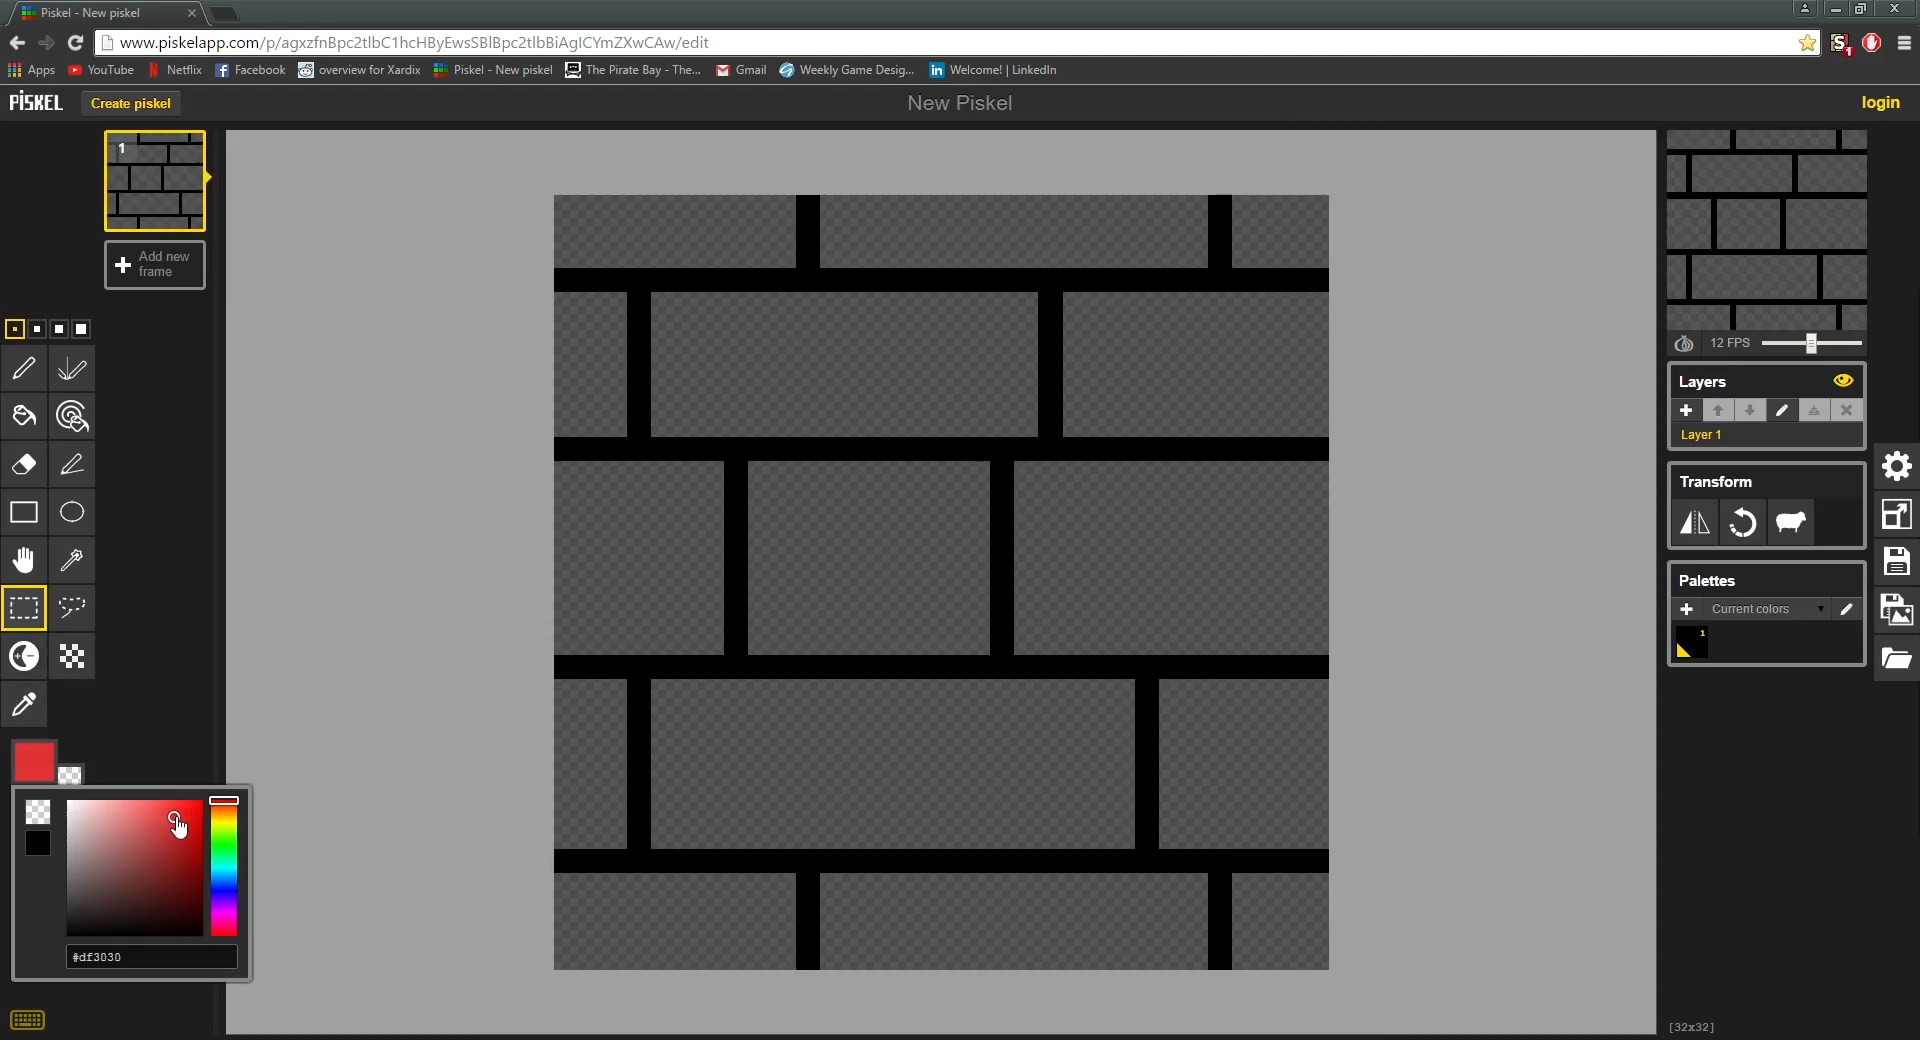 Piskel - New piskel
www.piskelapp.com/p/agxzfnBpc2tlbC1hcHByEwsSBlBpc2tlbBiAgICYmZXwCAw/edit
Apps YouTube Netflix Facebook overview for Xardix Piskel - New piskel The Pirate Bay - The... Gmail Weekly Game Desig... Welcome! | LinkedIn
PiSKEL Create piskel New Piskel login
1
Add new
frame
12 FPS
Layers
Layer 1
Transform
Palettes
Current colors
1
#df3030
[32x32]